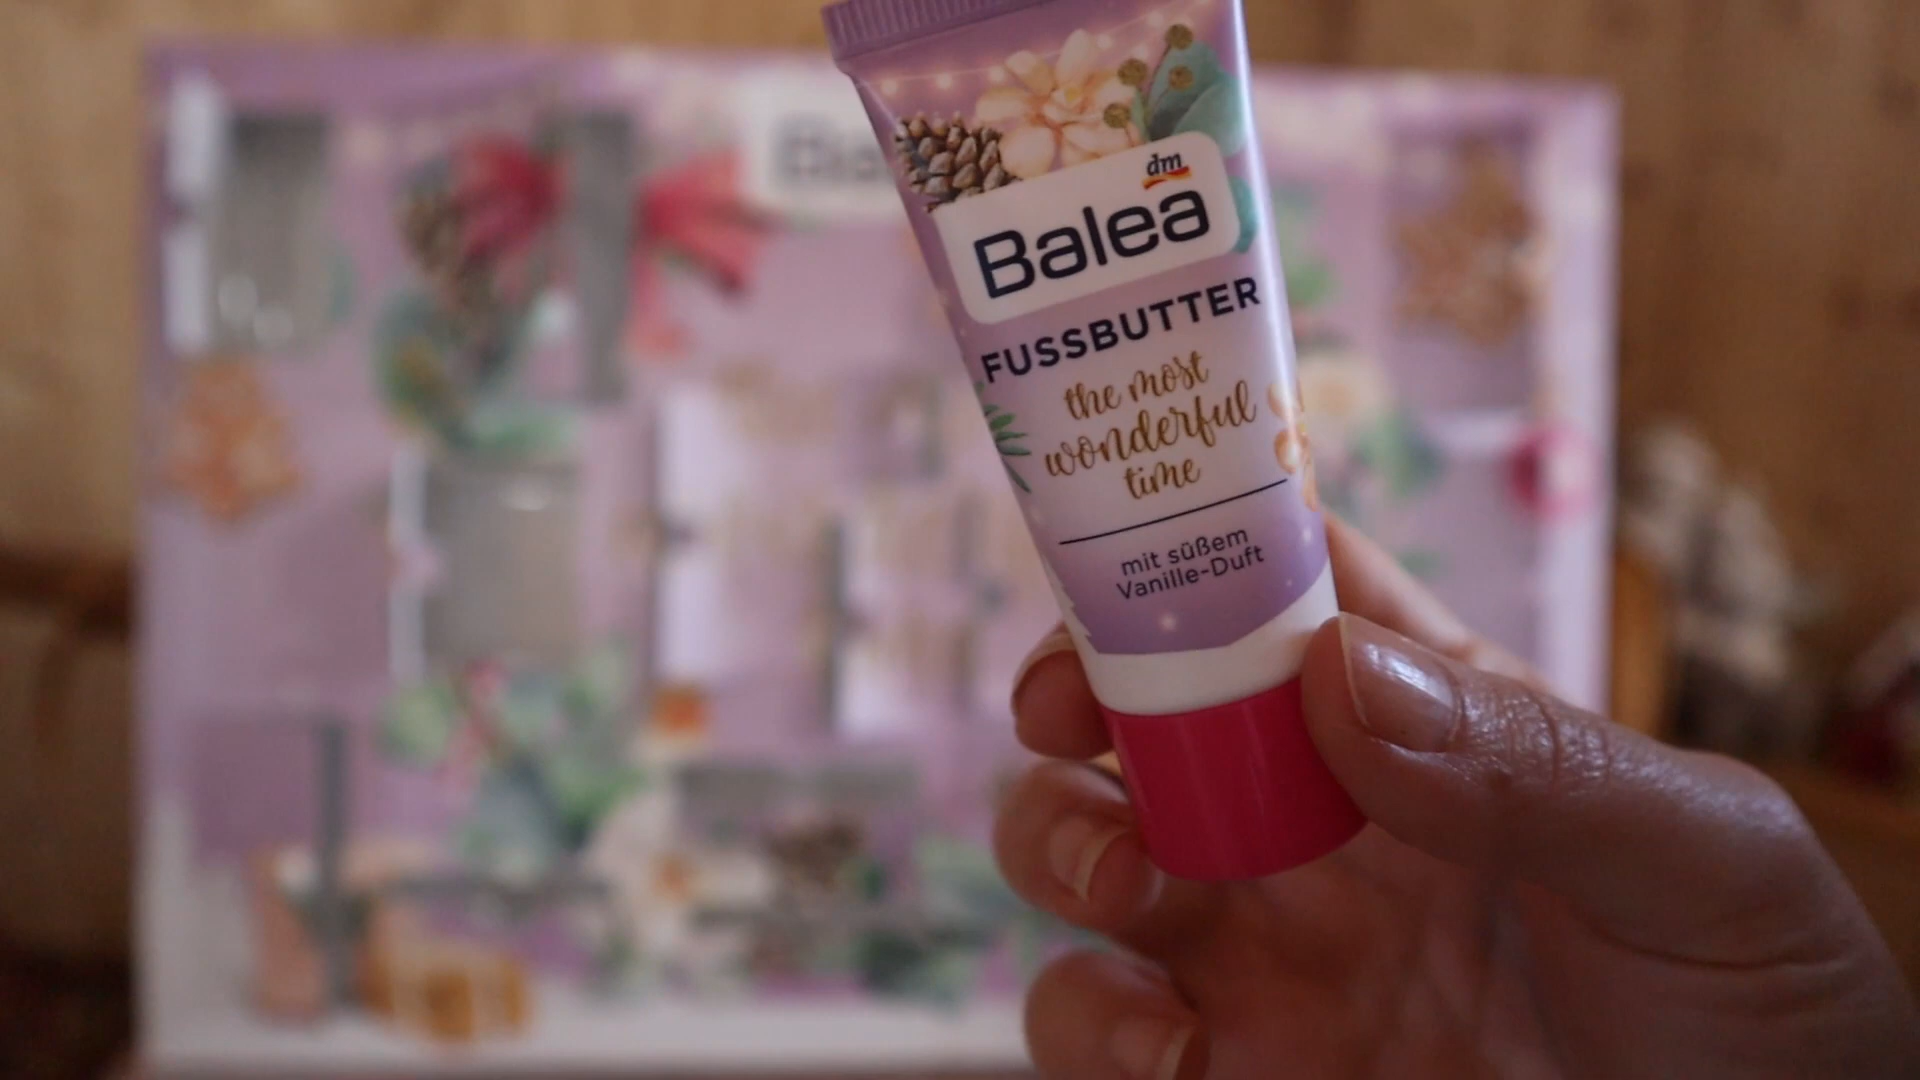 dm
Balea
FUSSBUTTER
the most
wonderful
time
mit süßem
Vanille-Duft